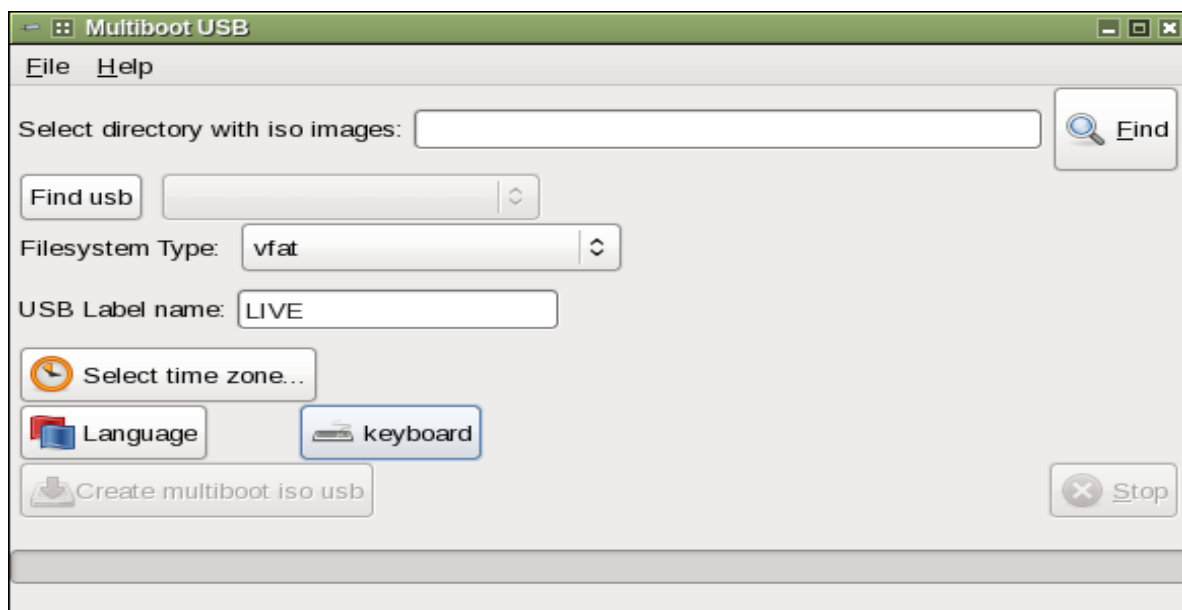 Multiboot USB
File Help
Select directory with iso images: Find
Find usb
Filesystem Type: vfat
USB Label name: LIVE
Select time zone...
Language keyboard
Create multiboot iso usb Stop